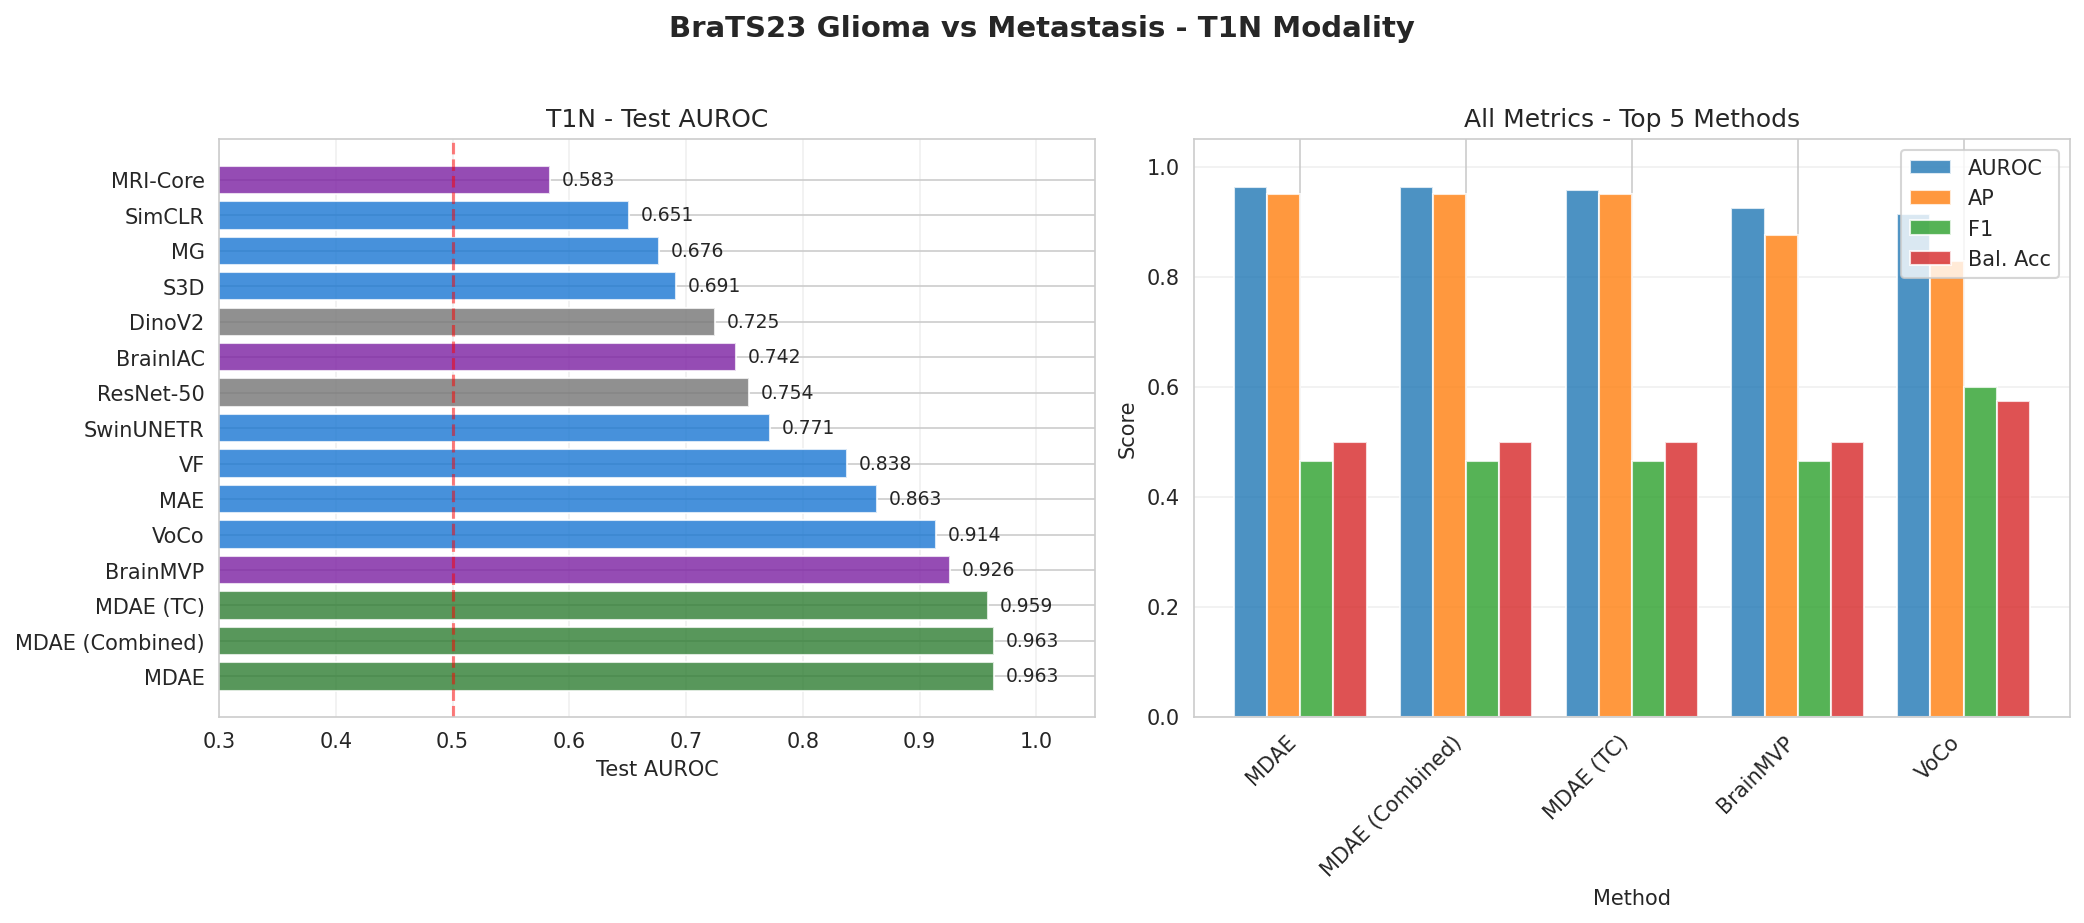 BraTS23 Glioma vs Metastasis - T1N Modality
T1N - Test AUROC
MRI-Core
0.583
SimCLR
0.651
MG
0.676
S3D
0.691
DinoV2
0.725
BrainIAC
0.742
ResNet-50
0.754
SwinUNETR
0.771
VF
0.838
MAE
0.863
VoCo
0.914
BrainMVP
0.926
MDAE (TC)
0.959
MDAE (Combined)
0.963
MDAE
0.963
0.3 0.4 0.5 0.6 0.7 0.8 0.9 1.0
Test AUROC
All Metrics - Top 5 Methods
AUROC
AP
F1
Bal. Acc
1.0
0.8
0.6
0.4
0.2
0.0
Score
MDAE
MDAE (Combined)
MDAE (TC)
BrainMVP
VoCo
Method